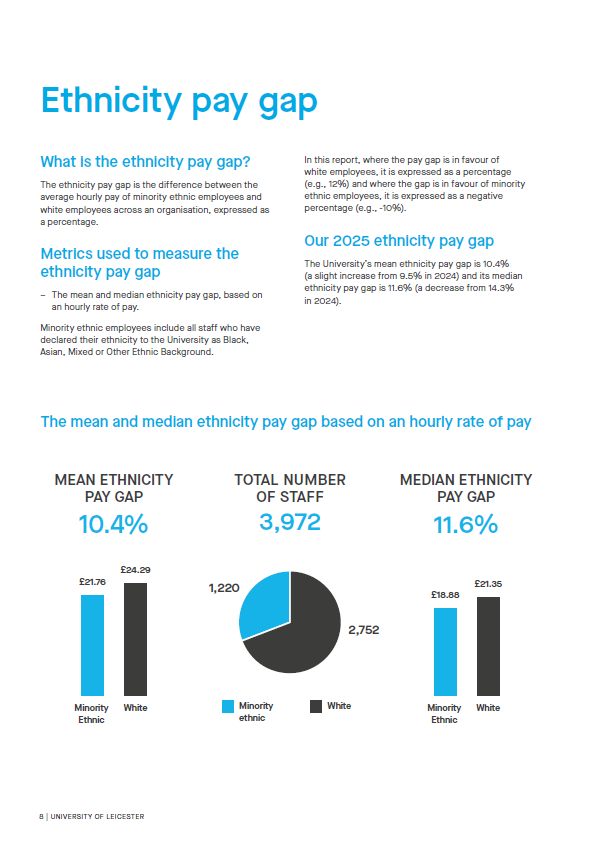 Ethnicity pay gap
What is the ethnicity pay gap?
The ethnicity pay gap is the difference between the
average hourly pay of minority ethnic employees and
white employees across an organisation, expressed as
a percentage.
Metrics used to measure the
ethnicity pay gap
– The mean and median ethnicity pay gap, based on
an hourly rate of pay.
Minority ethnic employees include all staff who have
declared their ethnicity to the University as Black,
Asian, Mixed or Other Ethnic Background.
In this report, where the pay gap is in favour of
white employees, it is expressed as a percentage
(e.g., 12%) and where the gap is in favour of minority
ethnic employees, it is expressed as a negative
percentage (e.g., -10%).
Our 2025 ethnicity pay gap
The University's mean ethnicity pay gap is 10.4%
(a slight increase from 9.5% in 2024) and its median
ethnicity pay gap is 11.6% (a decrease from 14.3%
in 2024).
The mean and median ethnicity pay gap based on an hourly rate of pay
MEAN ETHNICITY
PAY GAP
10.4%
£21.76
£24.29
Minority
Ethnic
White
TOTAL NUMBER
OF STAFF
3,972
1,220
2,752
Minority
ethnic
White
MEDIAN ETHNICITY
PAY GAP
11.6%
£18.88
£21.35
Minority
Ethnic
White
8 | UNIVERSITY OF LEICESTER